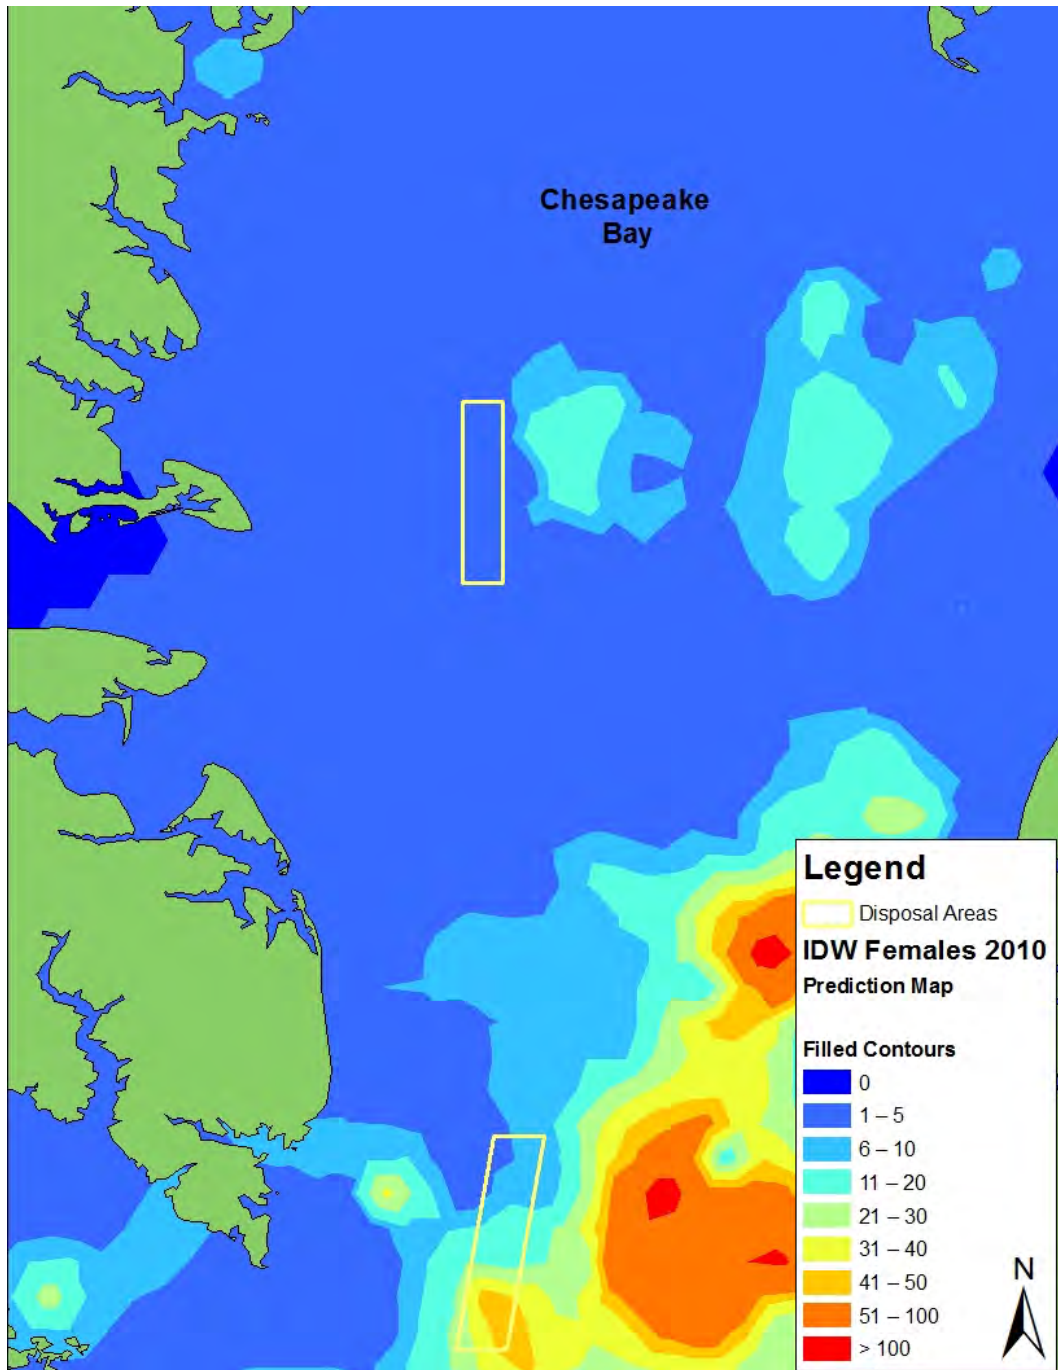 Chesapeake
Bay
Legend
Disposal Areas
IDW Females 2010
Prediction Map
Filled Contours
0
1 – 5
6 – 10
11 – 20
21 – 30
31 – 40
41 – 50
51 – 100
> 100
N